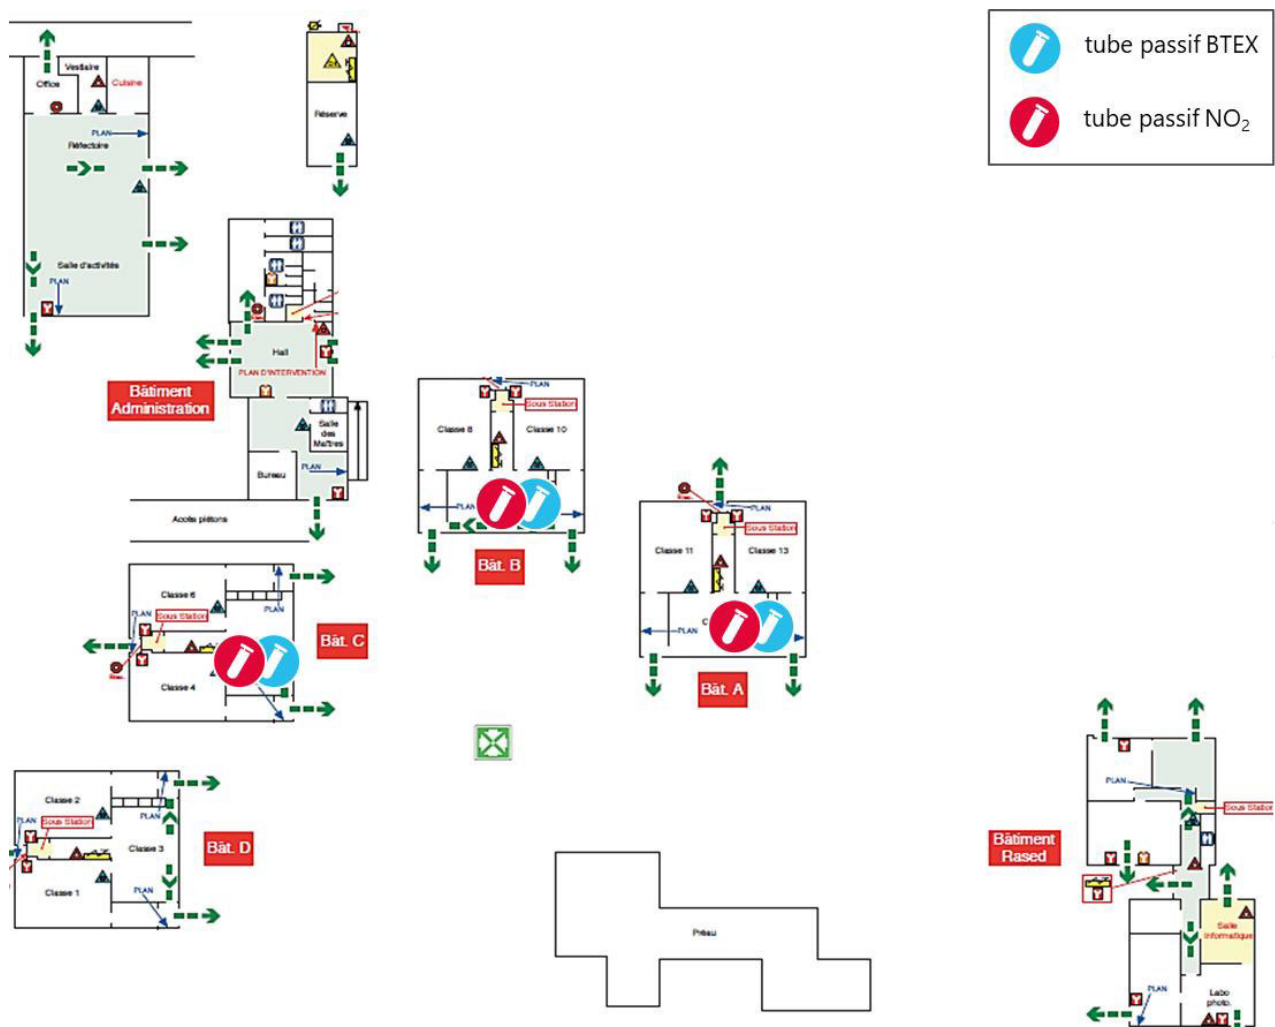 tube passif BTEX
tube passif NO₂
Vestiaire
Office
Cuisine
PLAN
Réfectoire
Salle d'activités
PLAN
Réserve
Hall
PLAN D'INTERVENTION
Bâtiment
Administration
Salle
des
Maîtres
PLAN
Bureau
Accès piétons
PLAN
Sous Station
Classe 8
Classe 10
PLAN
Bât. B
PLAN
Sous Station
Classe 11
Classe 13
PLAN
Bât. A
Classe 6
PLAN
PLAN
Sous Station
Classe 4
Bât. C
Classe 2
PLAN
PLAN
Sous Station
Classe 3
Classe 1
PLAN
Bât. D
Préau
PLAN
Sous Station
Bâtiment
Rased
Salle
Informatique
PLAN
Labo
photo.